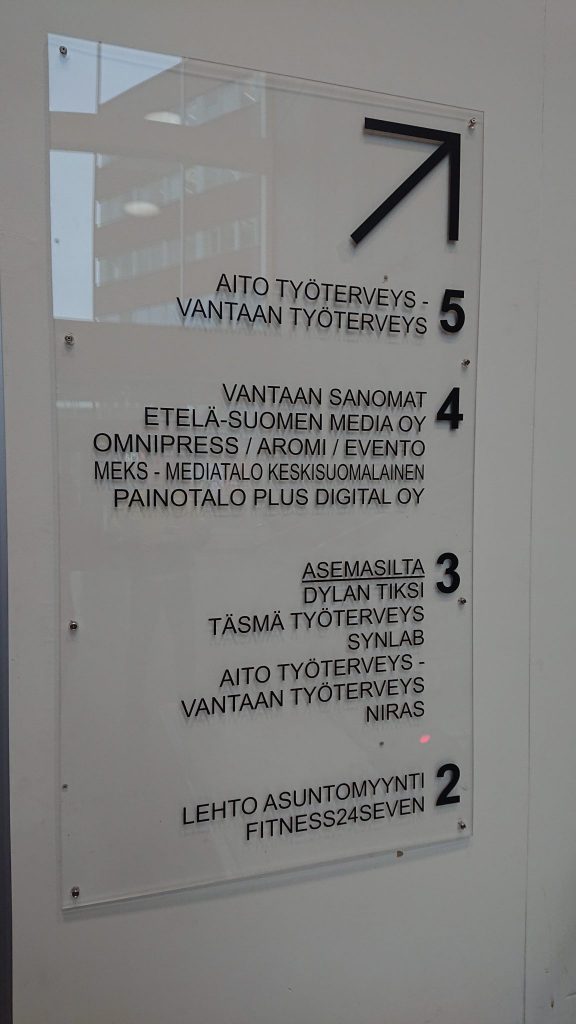 AITO TYÖTERVEYS -
VANTAAN TYÖTERVEYS 5
VANTAAN SANOMAT 4
ETELÄ-SUOMEN MEDIA OY
OMNIPRESS / AROMI / EVENTO
MEKS - MEDIATALO KESKISUOMALAINEN
PAINOTALO PLUS DIGITAL OY
ASEMASILTA 3
DYLAN TIKSI
TÄSMÄ TYÖTERVEYS
SYNLAB
AITO TYÖTERVEYS -
VANTAAN TYÖTERVEYS
NIRAS
LEHTO ASUNTOMYYNTI 2
FITNESS24SEVEN